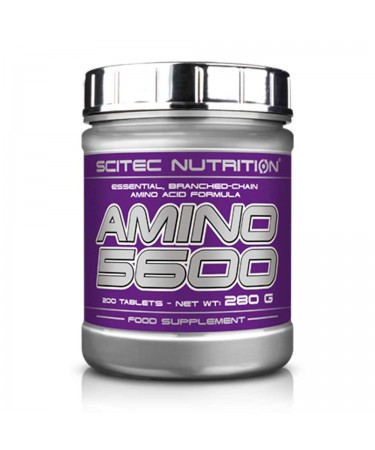 SCITEC NUTRITION®
ESSENTIAL, BRANCHED-CHAIN
AMINO ACID FORMULA
AMINO
5600
200 TABLETS - NET WT: 280 G
FOOD SUPPLEMENT